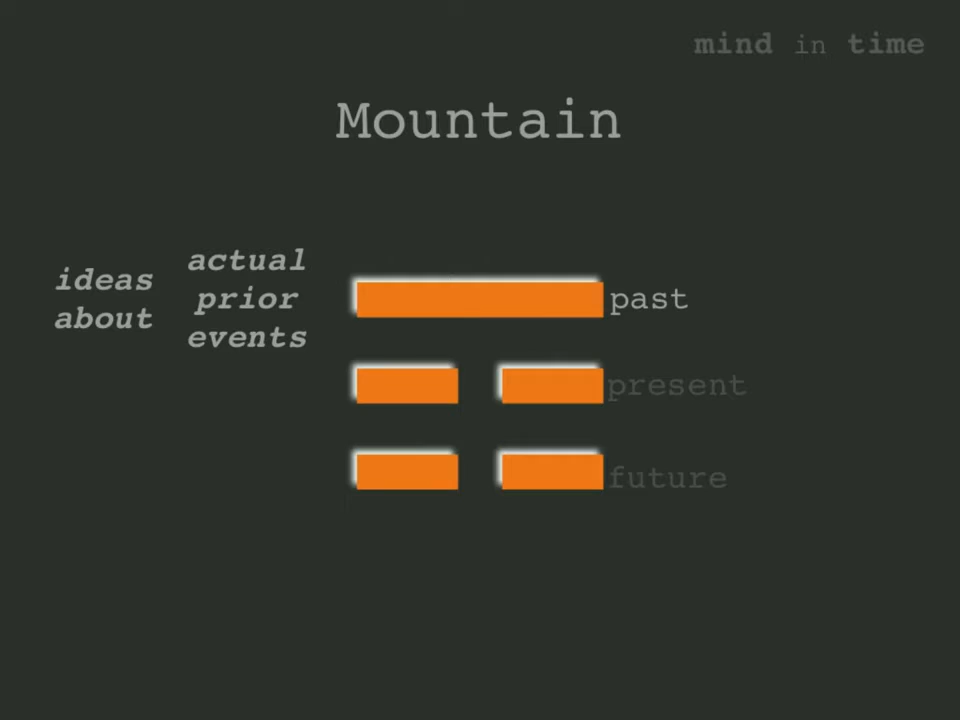 mind in time
Mountain
ideas
about
actual
prior
events
past
present
future